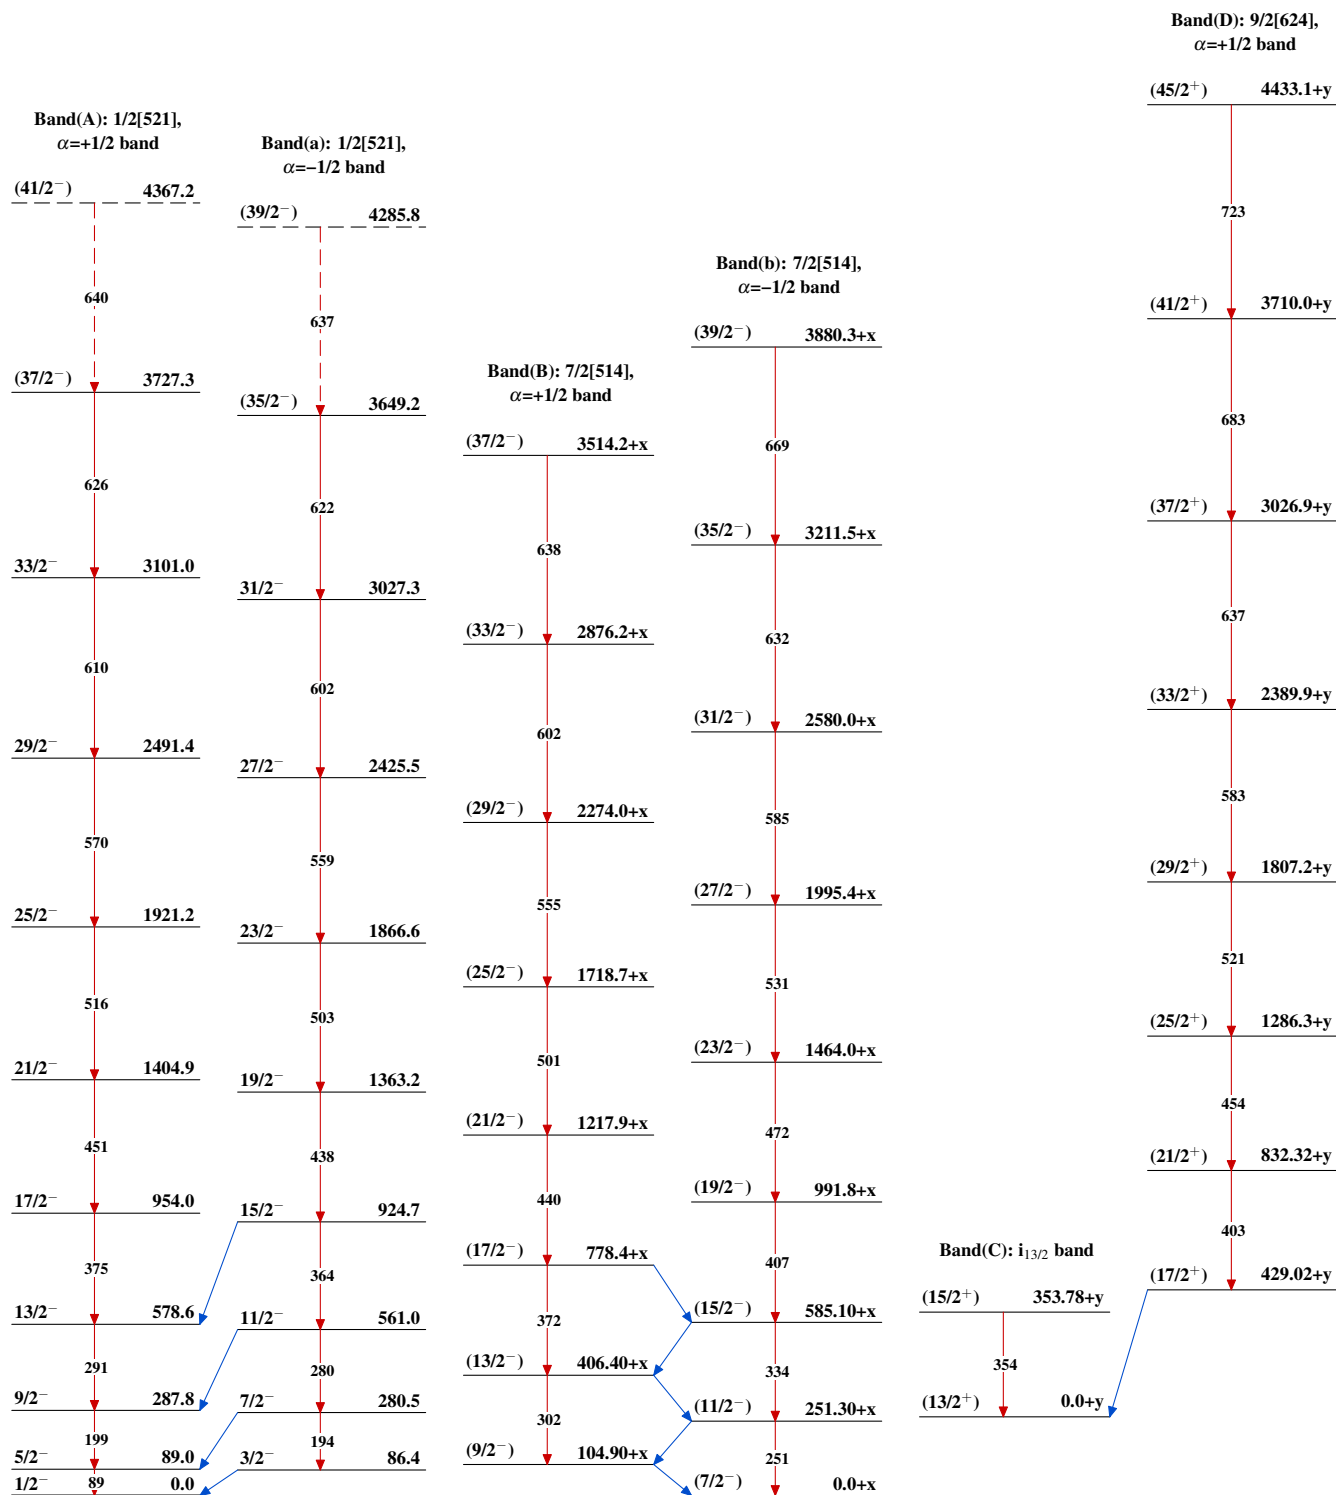 Band(A): 1/2[521],
α=+1/2 band
(41/2⁻) 4367.2
640
(37/2⁻) 3727.3
626
33/2⁻ 3101.0
610
29/2⁻ 2491.4
570
25/2⁻ 1921.2
516
21/2⁻ 1404.9
451
17/2⁻ 954.0
375
13/2⁻ 578.6
291
9/2⁻ 287.8
199
5/2⁻ 89.0
89
1/2⁻ 0.0
Band(a): 1/2[521],
α=−1/2 band
(39/2⁻) 4285.8
637
(35/2⁻) 3649.2
622
31/2⁻ 3027.3
602
27/2⁻ 2425.5
559
23/2⁻ 1866.6
503
19/2⁻ 1363.2
438
15/2⁻ 924.7
364
11/2⁻ 561.0
280
7/2⁻ 280.5
194
3/2⁻ 86.4
Band(B): 7/2[514],
α=+1/2 band
(37/2⁻) 3514.2+x
638
(33/2⁻) 2876.2+x
602
(29/2⁻) 2274.0+x
555
(25/2⁻) 1718.7+x
501
(21/2⁻) 1217.9+x
440
(17/2⁻) 778.4+x
372
(13/2⁻) 406.40+x
302
(9/2⁻) 104.90+x
Band(b): 7/2[514],
α=−1/2 band
(39/2⁻) 3880.3+x
669
(35/2⁻) 3211.5+x
632
(31/2⁻) 2580.0+x
585
(27/2⁻) 1995.4+x
531
(23/2⁻) 1464.0+x
472
(19/2⁻) 991.8+x
407
(15/2⁻) 585.10+x
334
(11/2⁻) 251.30+x
251
(7/2⁻) 0.0+x
Band(C): i13/2 band
(15/2⁺) 353.78+y
354
(13/2⁺) 0.0+y
Band(D): 9/2[624],
α=+1/2 band
(45/2⁺) 4433.1+y
723
(41/2⁺) 3710.0+y
683
(37/2⁺) 3026.9+y
637
(33/2⁺) 2389.9+y
583
(29/2⁺) 1807.2+y
521
(25/2⁺) 1286.3+y
454
(21/2⁺) 832.32+y
403
(17/2⁺) 429.02+y